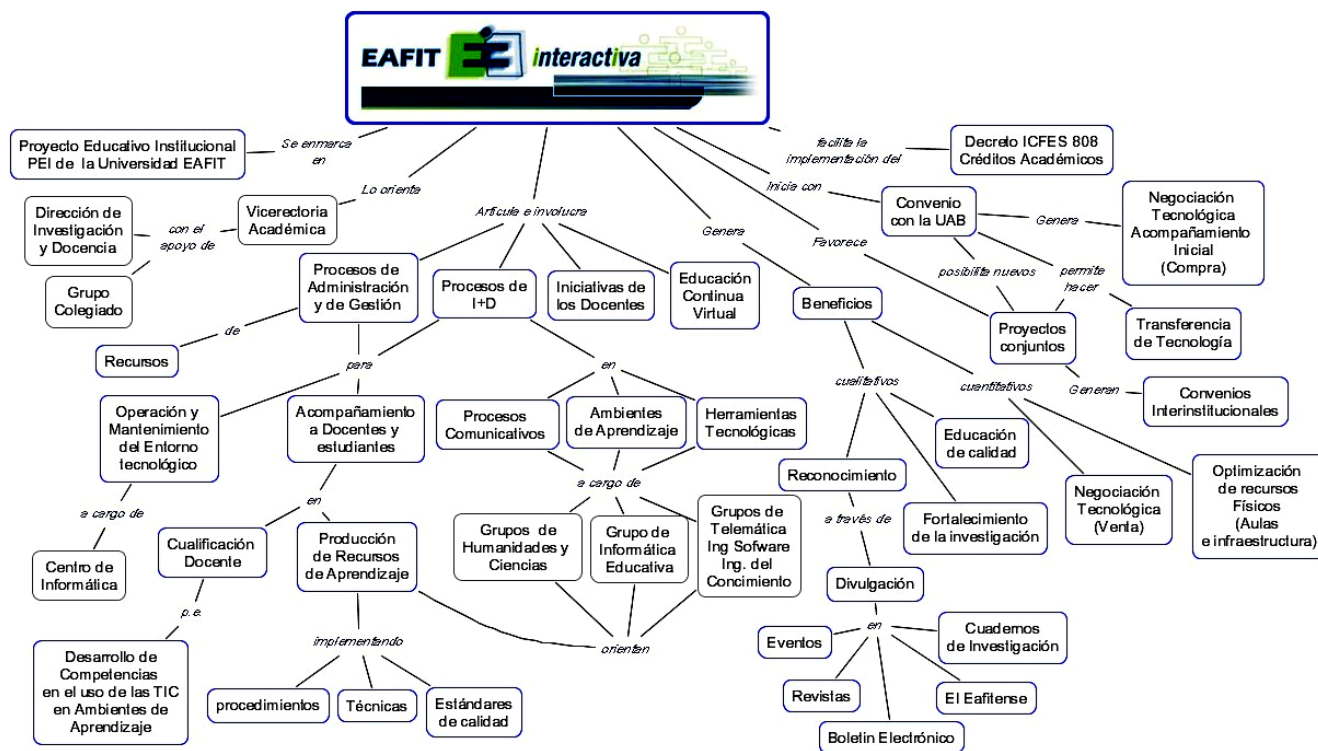 EAFIT interactiva
Proyecto Educativo Institucional
PEI de la Universidad EAFIT
Se enmarca
en
facilita la
implementación del
Decreto ICFES 808
Créditos Académicos
Lo orienta
Vicerectoria
Académica
con el
apoyo de
Dirección de
Investigación
y Docencia
Grupo
Colegiado
Articula e involucra
Genera
Favorece
Inicia con
Convenio
con la UAB
Genera
Negociación
Tecnológica
Acompañamiento
Inicial
(Compra)
posibilita nuevos
permite
hacer
Procesos de
Administración
y de Gestión
Procesos de
I+D
Iniciativas de
los Docentes
Educación
Continua
Virtual
Beneficios
Proyectos
conjuntos
Transferencia
de Tecnología
de
Recursos
para
en
cualitativos
cuantitativos
Generan
Convenios
Interinstitucionales
Operación y
Mantenimiento
del Entorno
tecnológico
Acompañamiento
a Docentes y
estudiantes
Procesos
Comunicativos
Ambientes
de Aprendizaje
Herramientas
Tecnológicas
Educación
de calidad
Reconocimiento
a cargo de
Centro de
Informática
en
Cualificación
Docente
Producción
de Recursos
de Aprendizaje
a cargo de
Grupos de
Humanidades y
Ciencias
Grupo de
Informática
Educativa
Grupos de
Telemática
Ing Sofware
Ing. del
Concimiento
a través de
Fortalecimiento
de la investigación
Negociación
Tecnológica
(Venta)
Optimización
de recursos
Físicos
(Aulas
e infraestructura)
p.e.
Desarrollo de
Competencias
en el uso de las TIC
en Ambientes de
Aprendizaje
implementando
procedimientos
Técnicas
Estándares
de calidad
orientan
Divulgación
en
Eventos
Cuadernos
de Investigación
Revistas
El Eafitense
Boletin Electrónico